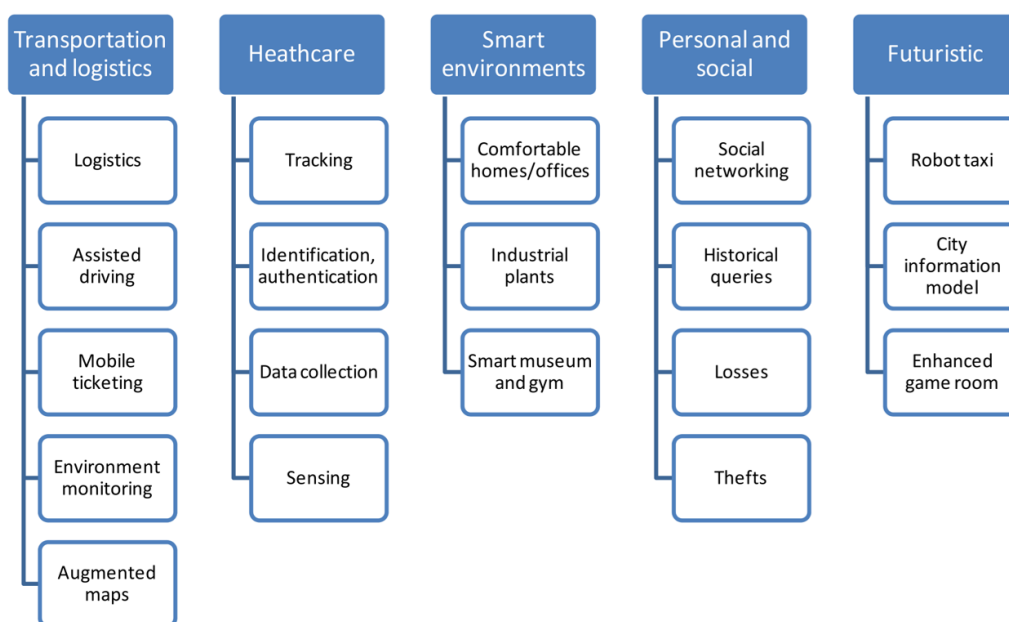 Transportation
and logistics
Logistics
Assisted
driving
Mobile
ticketing
Environment
monitoring
Augmented
maps
Heathcare
Tracking
Identification,
authentication
Data collection
Sensing
Smart
environments
Comfortable
homes/offices
Industrial
plants
Smart museum
and gym
Personal and
social
Social
networking
Historical
queries
Losses
Thefts
Futuristic
Robot taxi
City
information
model
Enhanced
game room